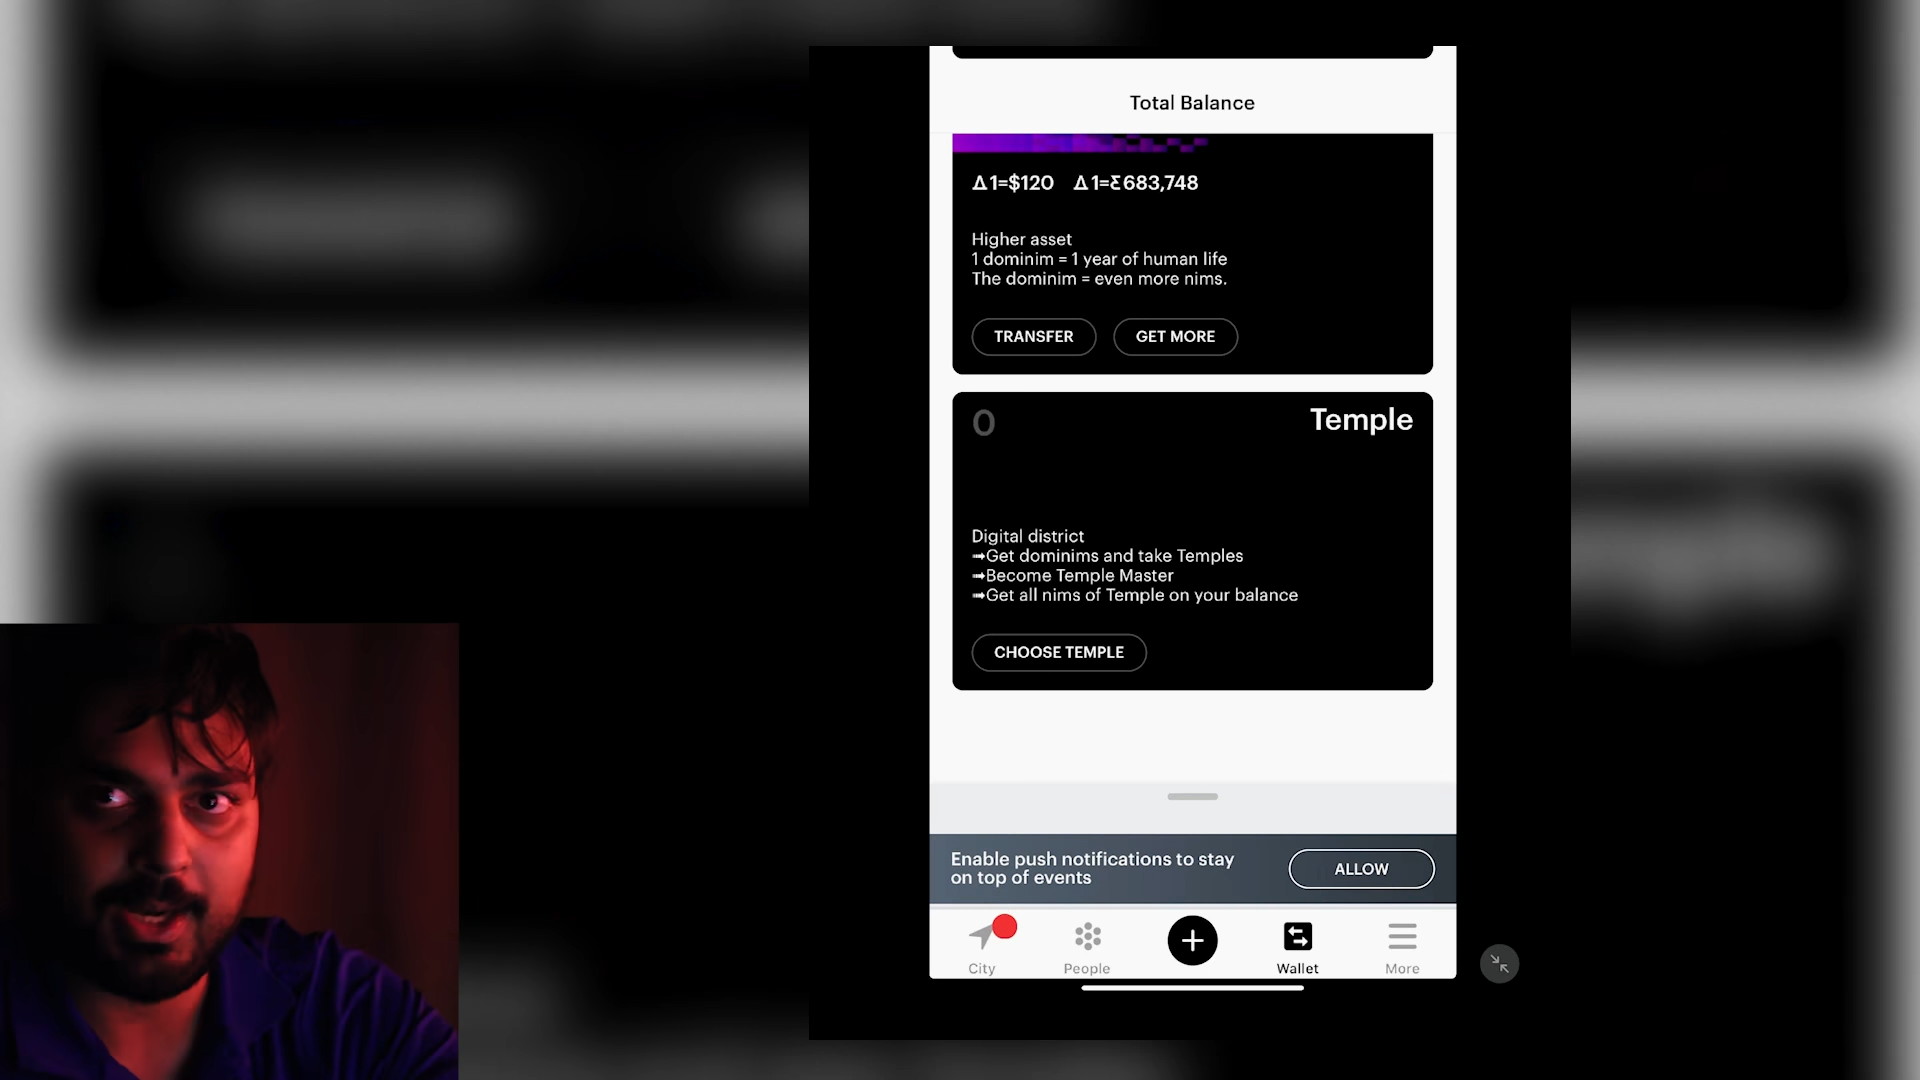 Total Balance
Δ1=$120 Δ1=Ꞇ683,748
Higher asset
1 dominim = 1 year of human life
The dominim = even more nims.
TRANSFER GET MORE
0 Temple
Digital district
➟Get dominims and take Temples
➟Become Temple Master
➟Get all nims of Temple on your balance
CHOOSE TEMPLE
Enable push notifications to stay
on top of events
ALLOW
City People Wallet More